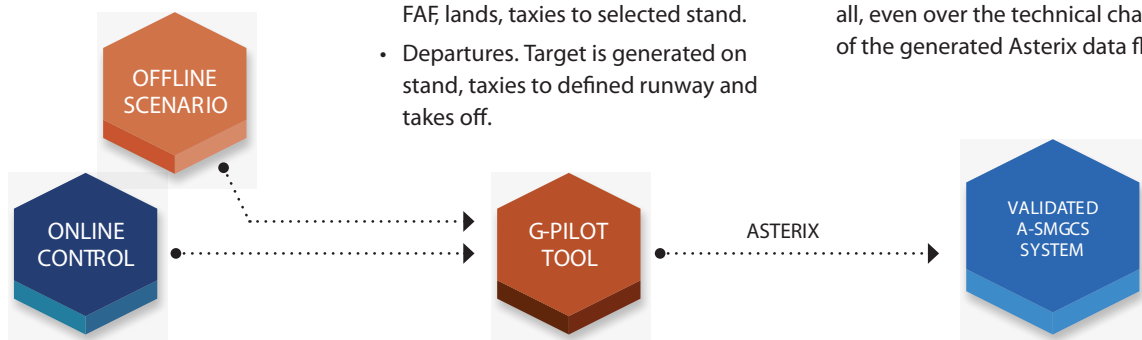 FAF, lands, taxies to selected stand.
• Departures. Target is generated on
stand, taxies to defined runway and
takes off.
all, even over the technical cha
of the generated Asterix data fl
OFFLINE
SCENARIO
ONLINE
CONTROL
G-PILOT
TOOL
ASTERIX
VALIDATED
A-SMGCS
SYSTEM